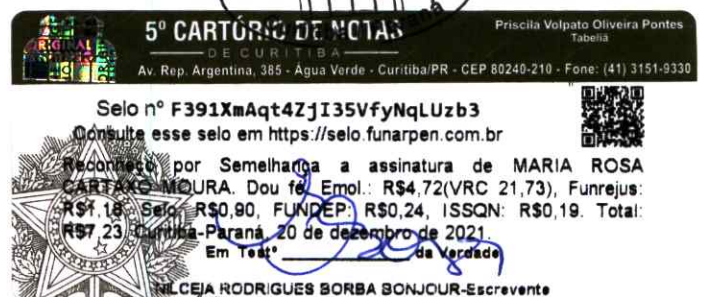 ORIGINAL
5º CARTÓRIO DE NOTAS
DE CURITIBA
Priscila Volpato Oliveira Pontes
Tabeliã
Av. Rep. Argentina, 385 - Água Verde - Curitiba/PR - CEP 80240-210 - Fone: (41) 3151-9330
Selo nº F391XmAqt4ZjI35VfyNqLUzb3
Consulte esse selo em https://selo.funarpen.com.br
Reconheço por Semelhança a assinatura de MARIA ROSA
CARTAXO MOURA. Dou fé. Emol.: R$4,72(VRC 21,73), Funrejus:
R$1,18, Selo: R$0,90, FUNDEP: R$0,24, ISSQN: R$0,19. Total:
R$7,23. Curitiba-Paraná, 20 de dezembro de 2021.
Em Testº da Verdade
NILCEIA RODRIGUES BORBA BONJOUR-Escrevente